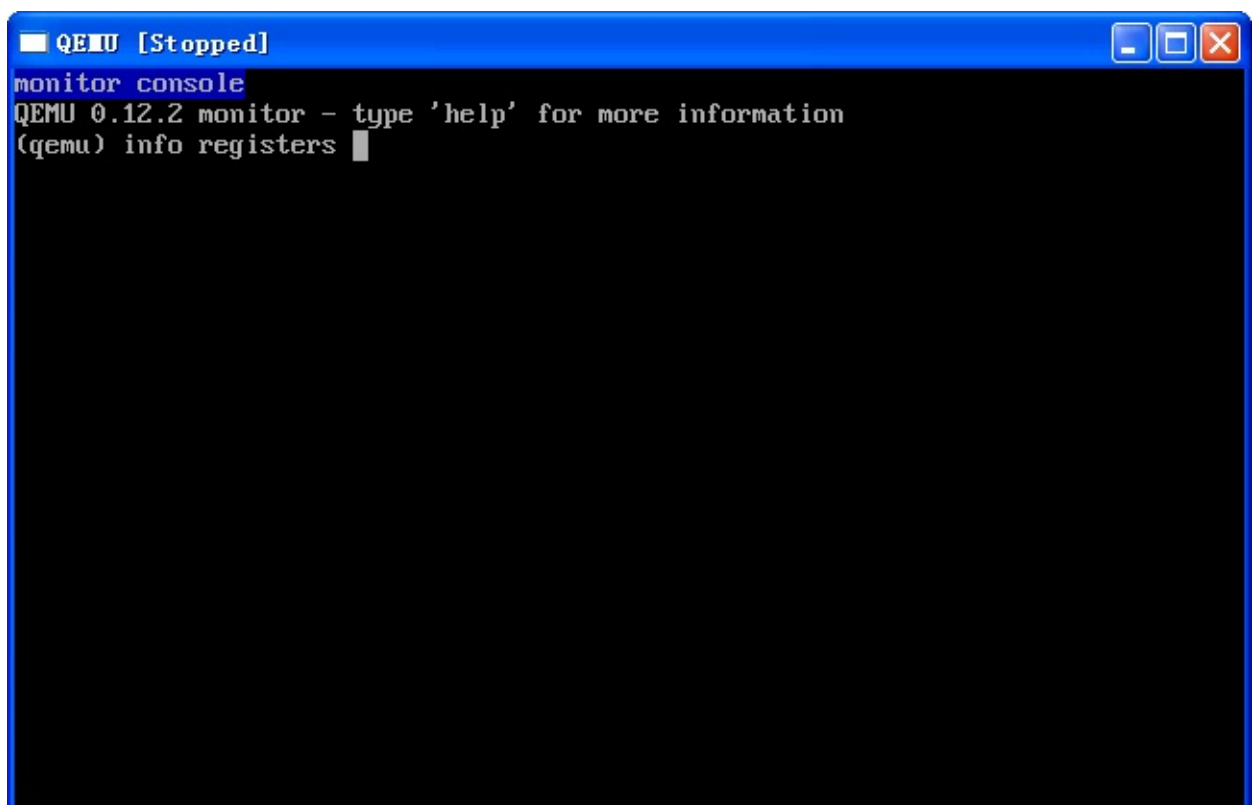 QEMU [Stopped]
monitor console
QEMU 0.12.2 monitor - type 'help' for more information
(qemu) info registers